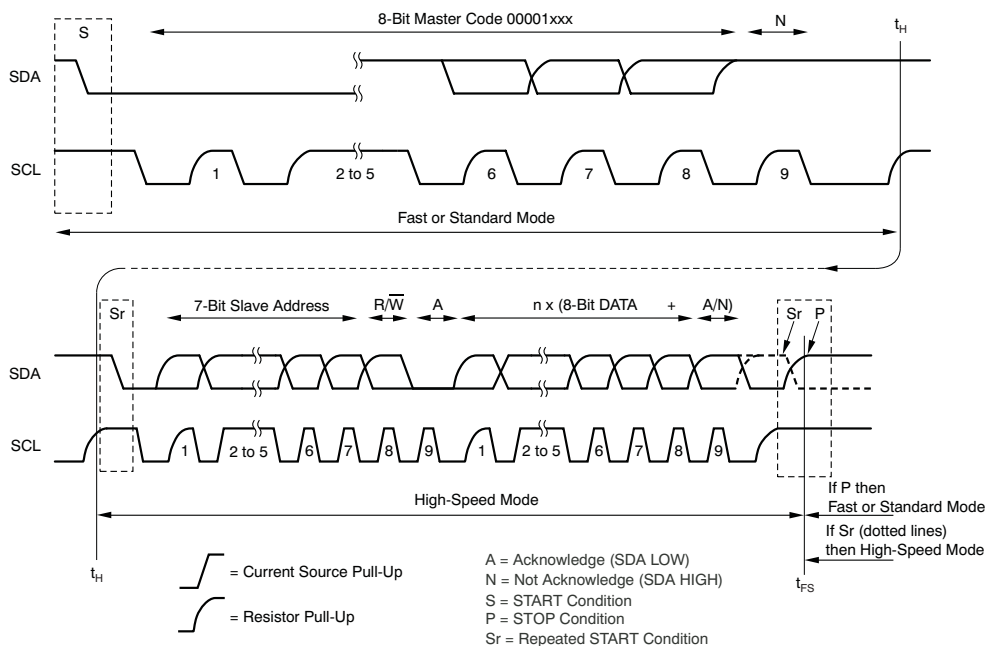 S
8-Bit Master Code 00001xxx
N
tH
SDA
SCL
1
2 to 5
6
7
8
9
Fast or Standard Mode
Sr
7-Bit Slave Address
R/W̅
A
n x (8-Bit DATA + A/N)
Sr
P
SDA
SCL
1
2 to 5
6
7
8
9
1
2 to 5
6
7
8
9
High-Speed Mode
If P then
Fast or Standard Mode
If Sr (dotted lines)
then High-Speed Mode
tH
tFS
= Current Source Pull-Up
= Resistor Pull-Up
A = Acknowledge (SDA LOW)
N = Not Acknowledge (SDA HIGH)
S = START Condition
P = STOP Condition
Sr = Repeated START Condition